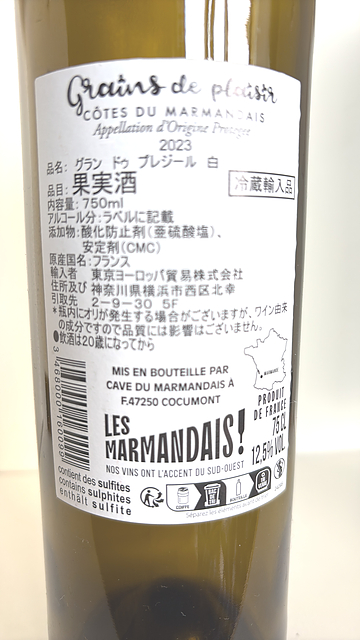 Grains de plaisir
CÔTES DU MARMANDAIS
Appellation d'Origine Protégée
2023
品名: グラン ドゥ プレジール 白
品目: 果実酒
冷蔵輸入品
内容量: 750ml
アルコール分:ラベルに記載
添加物:酸化防止剤(亜硫酸塩)、
安定剤(CMC)
原産国名:フランス
輸入者 東京ヨーロッパ貿易株式会社
住所及び 神奈川県横浜市西区北幸
引取先 2-9-30 5F
*瓶内にオリが発生する場合がございますが、ワイン由来
の成分ですので品質には影響はございません。
●飲酒は20歳になってから
MIS EN BOUTEILLE PAR
CAVE DU MARMANDAIS À
F.47250 COCUMONT
PRODUIT
DE FRANCE
75 CL
12,5% VOL.
LES
MARMANDAIS!
NOS VINS ONT L'ACCENT DU SUD-OUEST
contient des sulfites
contains sulphites
enthält sulfite
BOUTEILLE